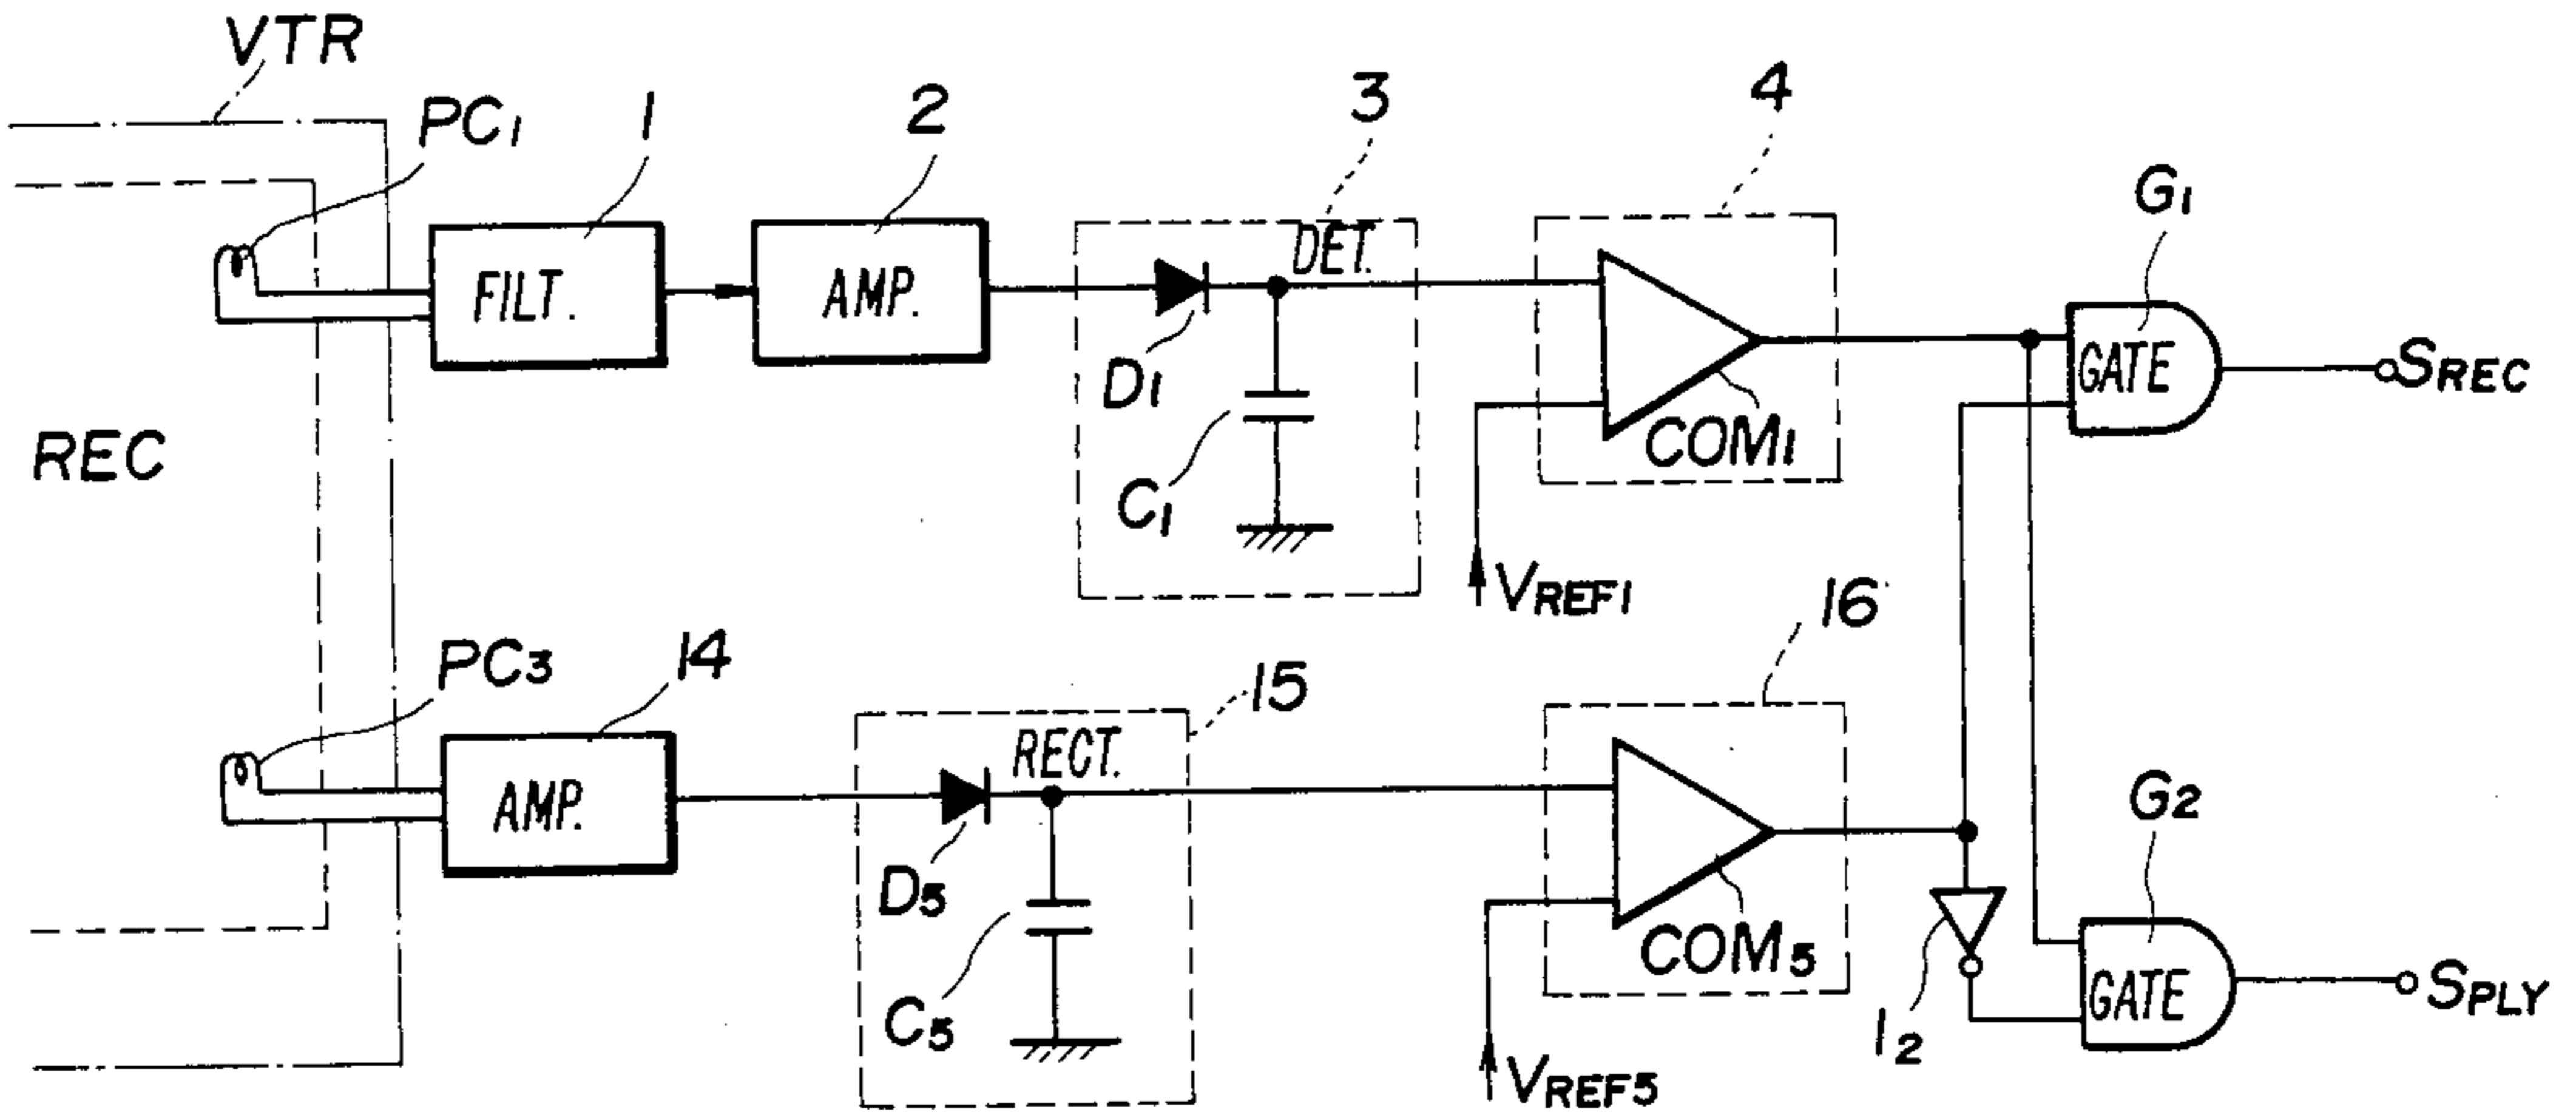 VTR
PC1
1
2
3
4
G1
FILT.
AMP.
DET.
D1
C1
COM1
GATE
SREC
REC
VREF1
PC3
14
15
16
AMP.
RECT.
D5
C5
COM5
G2
GATE
SPLY
I2
VREF5